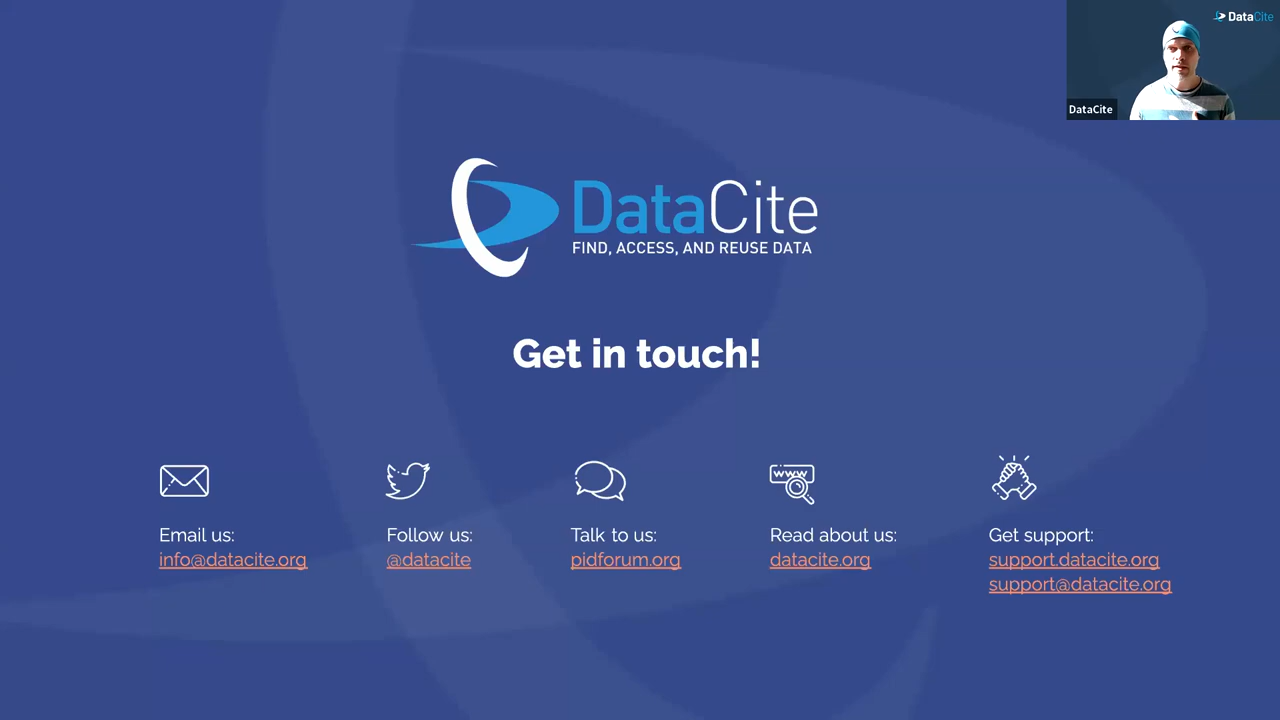 DataCite
DataCite
DataCite
FIND, ACCESS, AND REUSE DATA
Get in touch!
www
Email us:
info@datacite.org
Follow us:
@datacite
Talk to us:
pidforum.org
Read about us:
datacite.org
Get support:
support.datacite.org
support@datacite.org